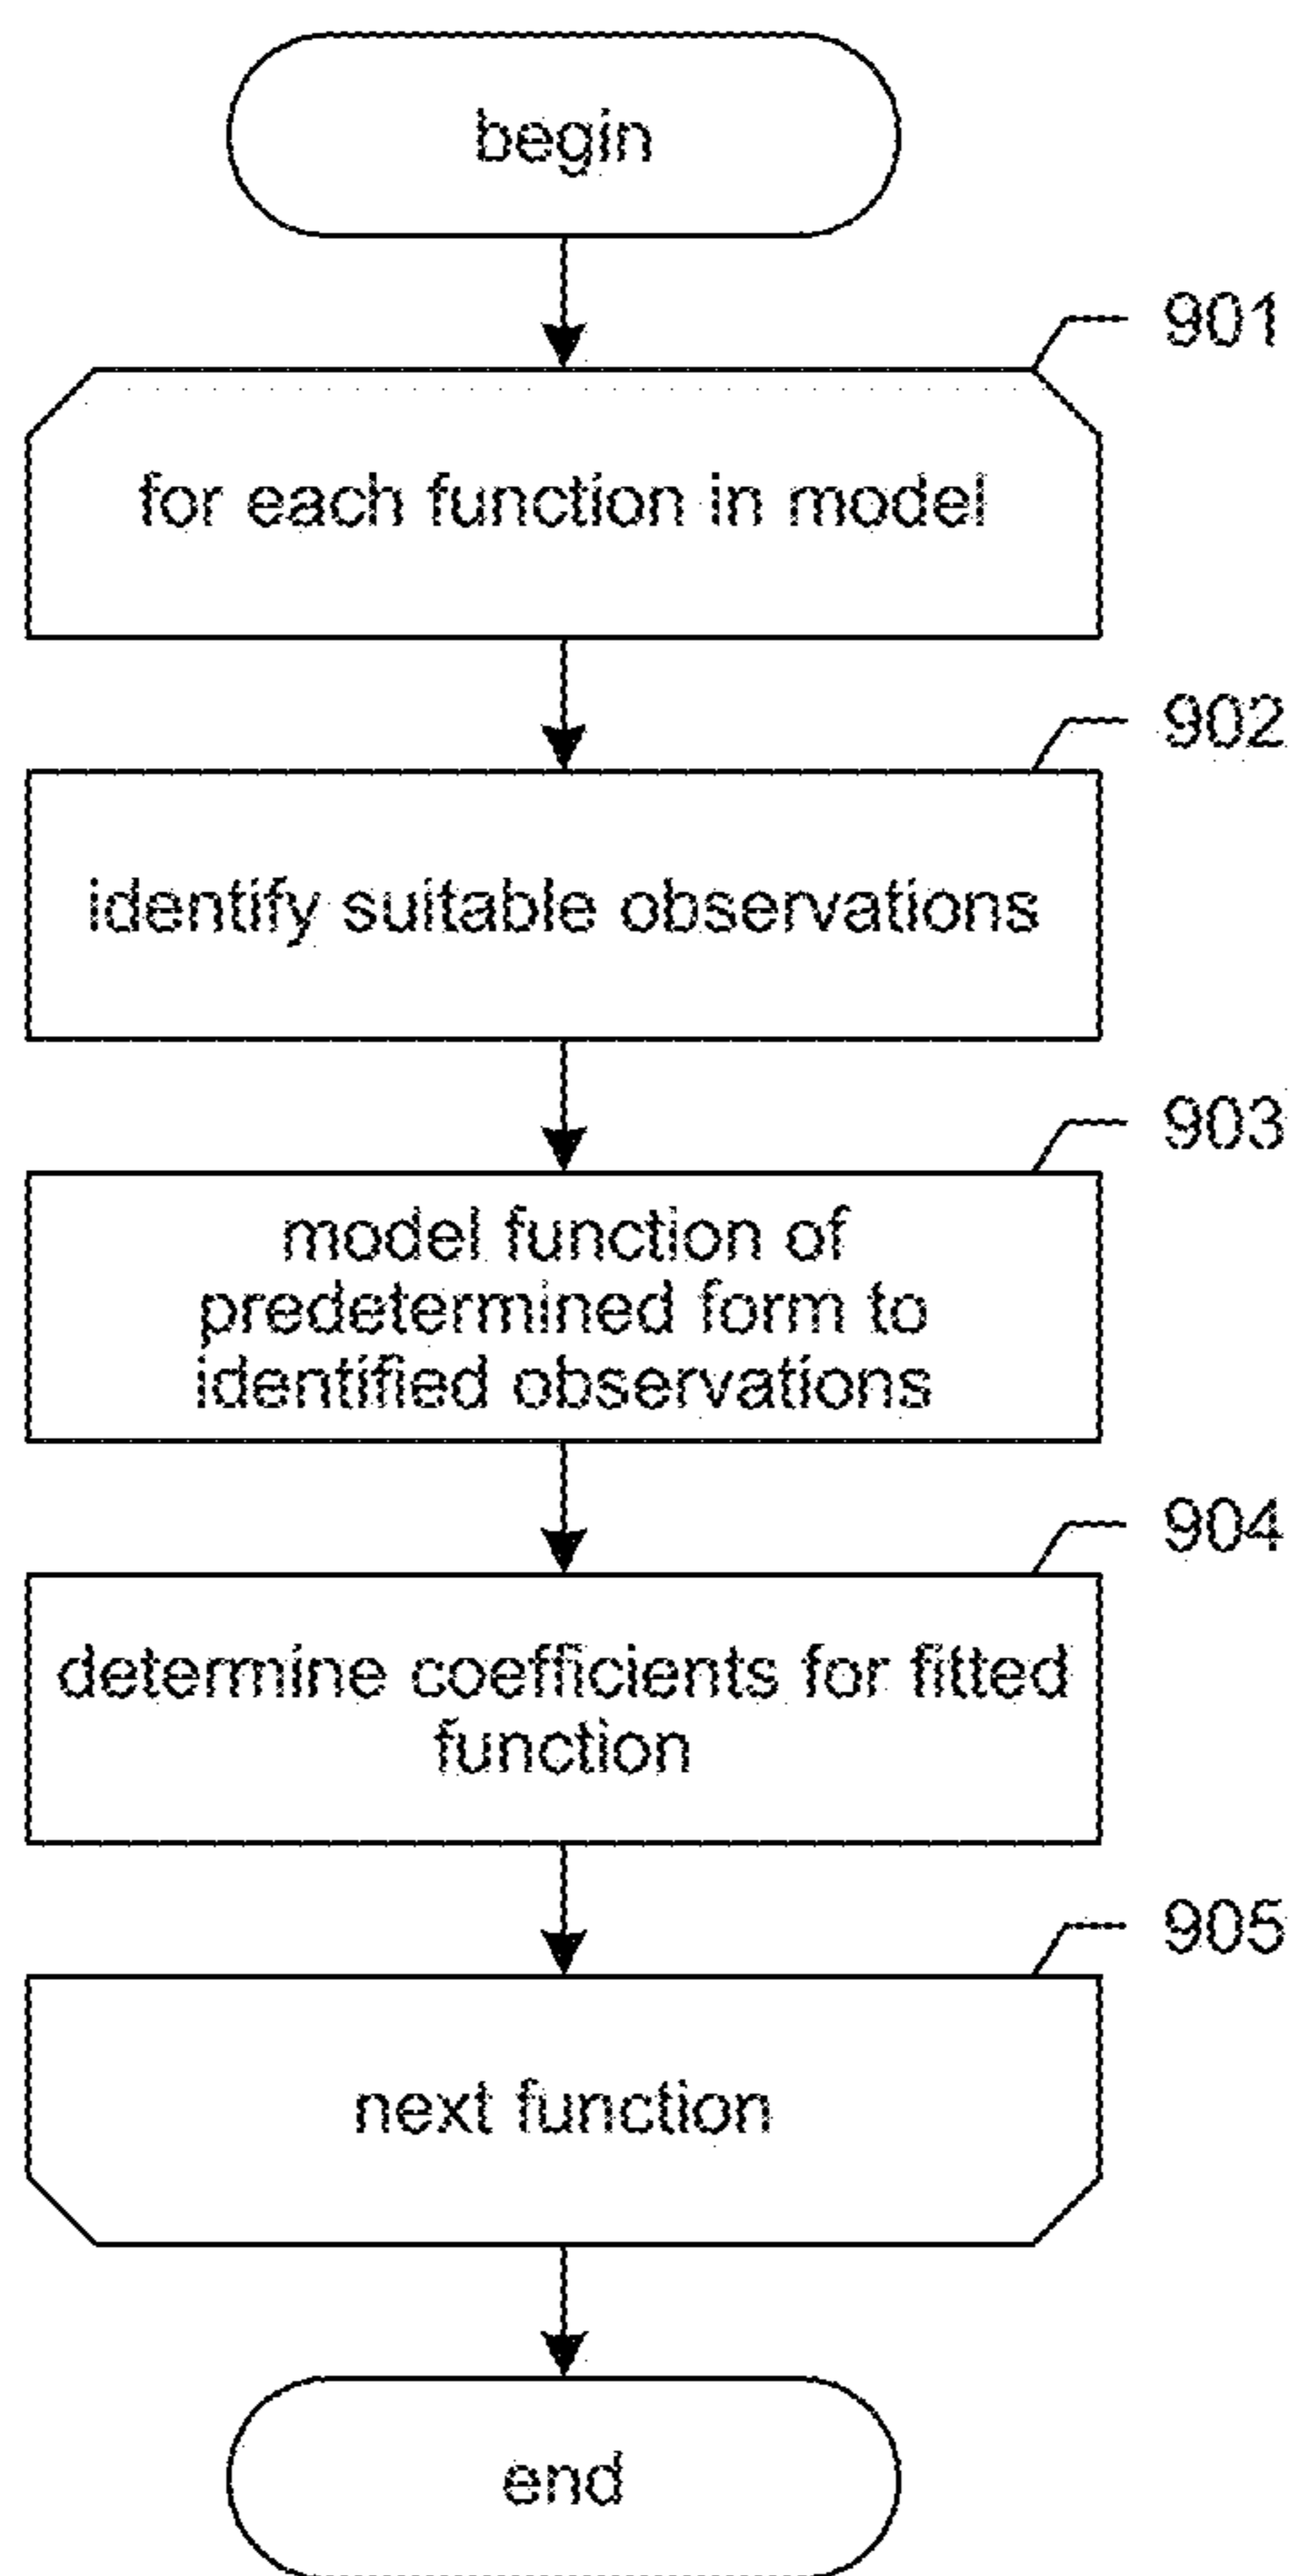 begin
901
for each function in model
902
identify suitable observations
903
model function of
predetermined form to
identified observations
904
determine coefficients for fitted
function
905
next function
end